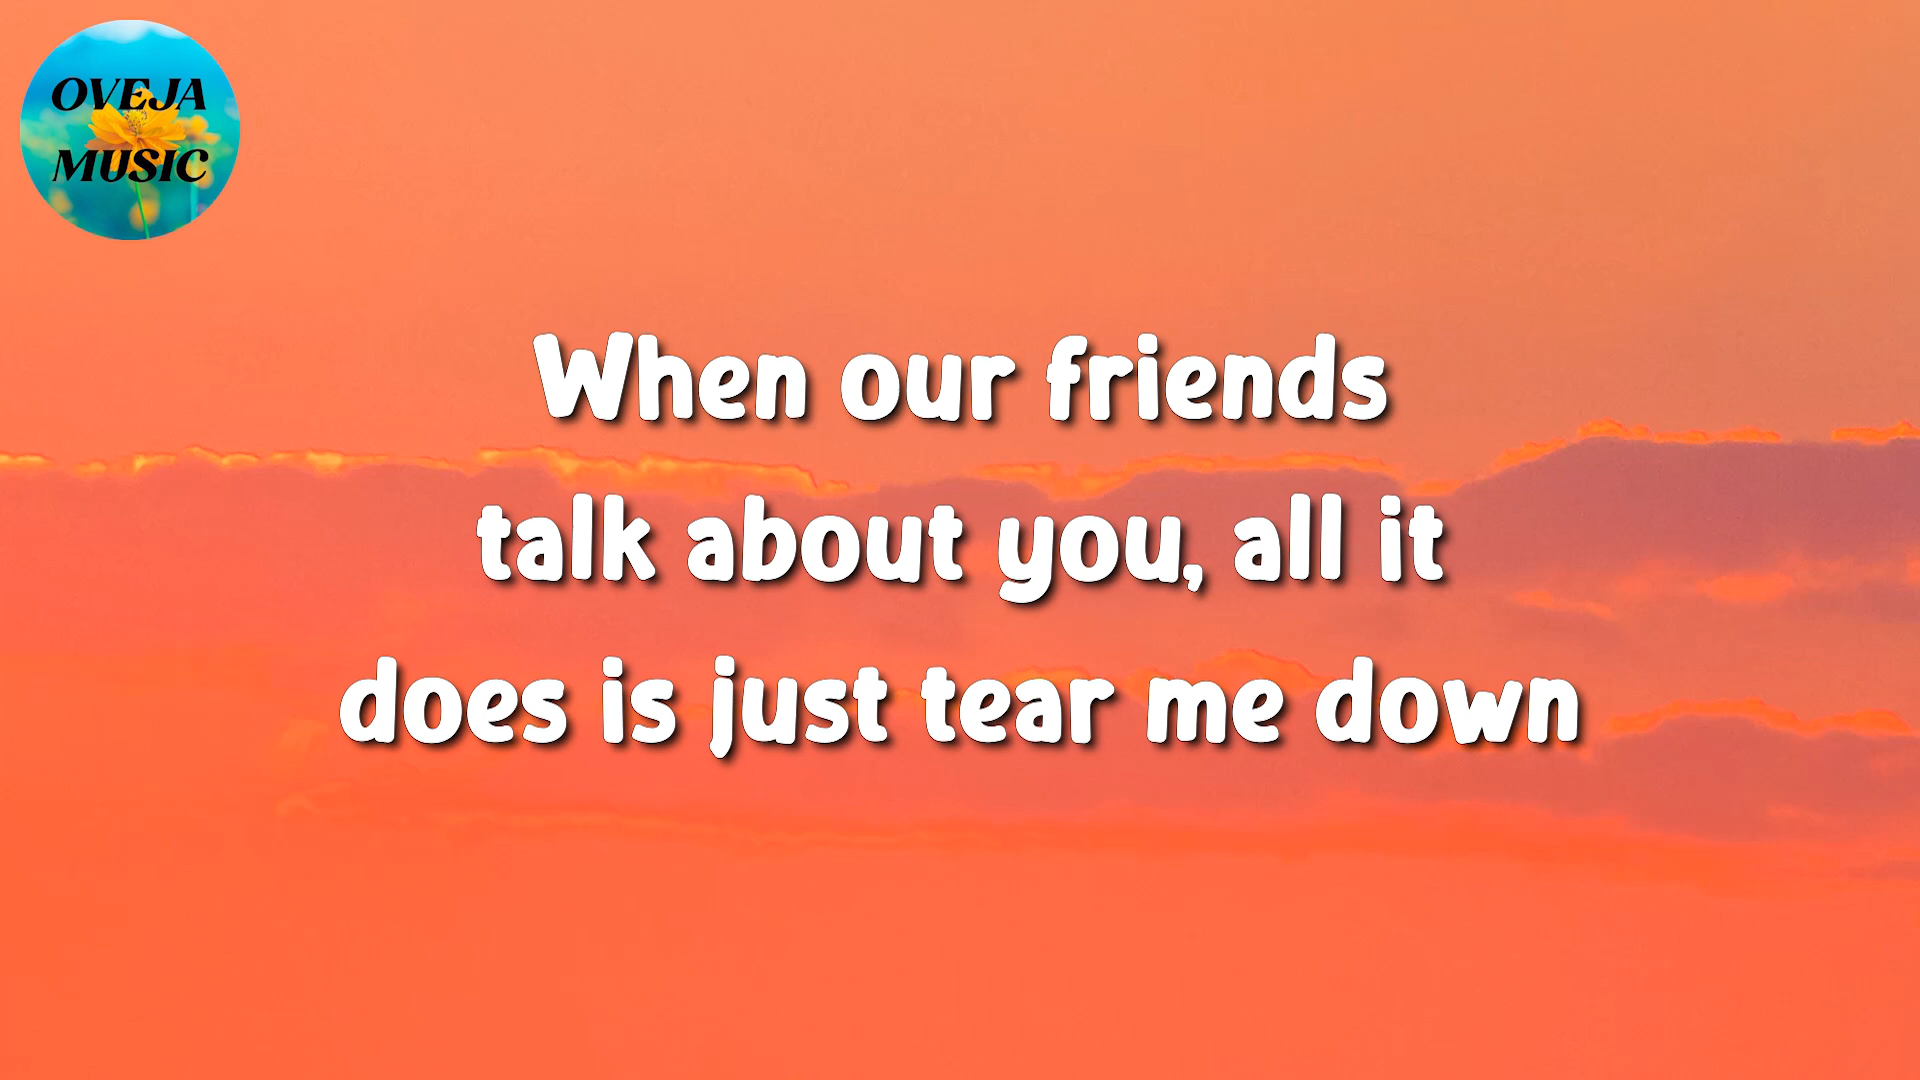 OVEJA
MUSIC
When our friends
talk about you, all it
does is just tear me down